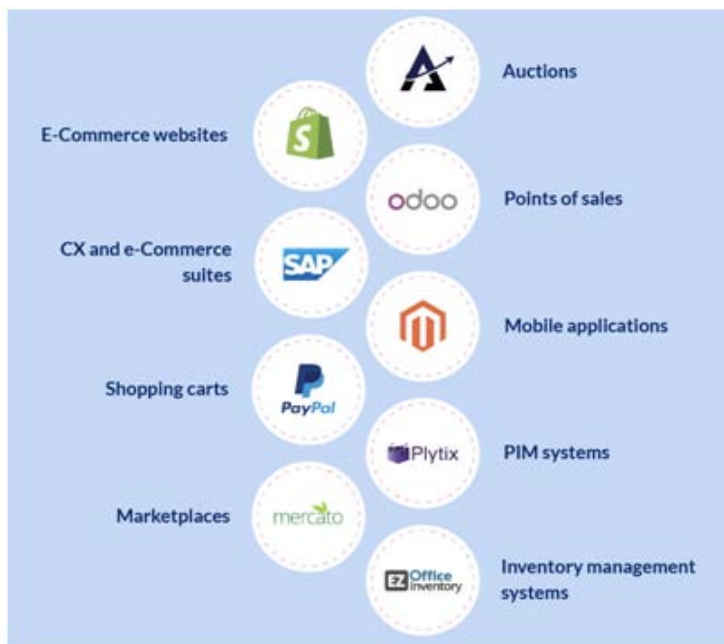 Auctions
E-Commerce websites
S
odoo
Points of sales
CX and e-Commerce
suites
SAP
Mobile applications
Shopping carts
PayPal
Plytix
PIM systems
Marketplaces
mercato
EZ Office
Inventory
Inventory management
systems